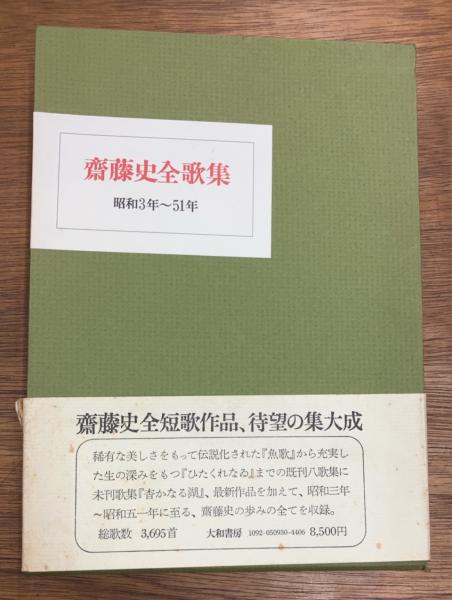 齋藤史全歌集
昭和3年〜51年
齋藤史全短歌作品、待望の集大成
稀有な美しさをもって伝説化された『魚歌』から充実し
た生の深みをもつ『ひたくれなゐ』までの既刊八歌集に
未刊歌集『杳かなる湖』、最新作品を加えて、昭和三年
〜昭和五一年に至る、齋藤史の歩みの全てを収録。
総歌数 3,695首 大和書房 1092-050930-4406 8,500円